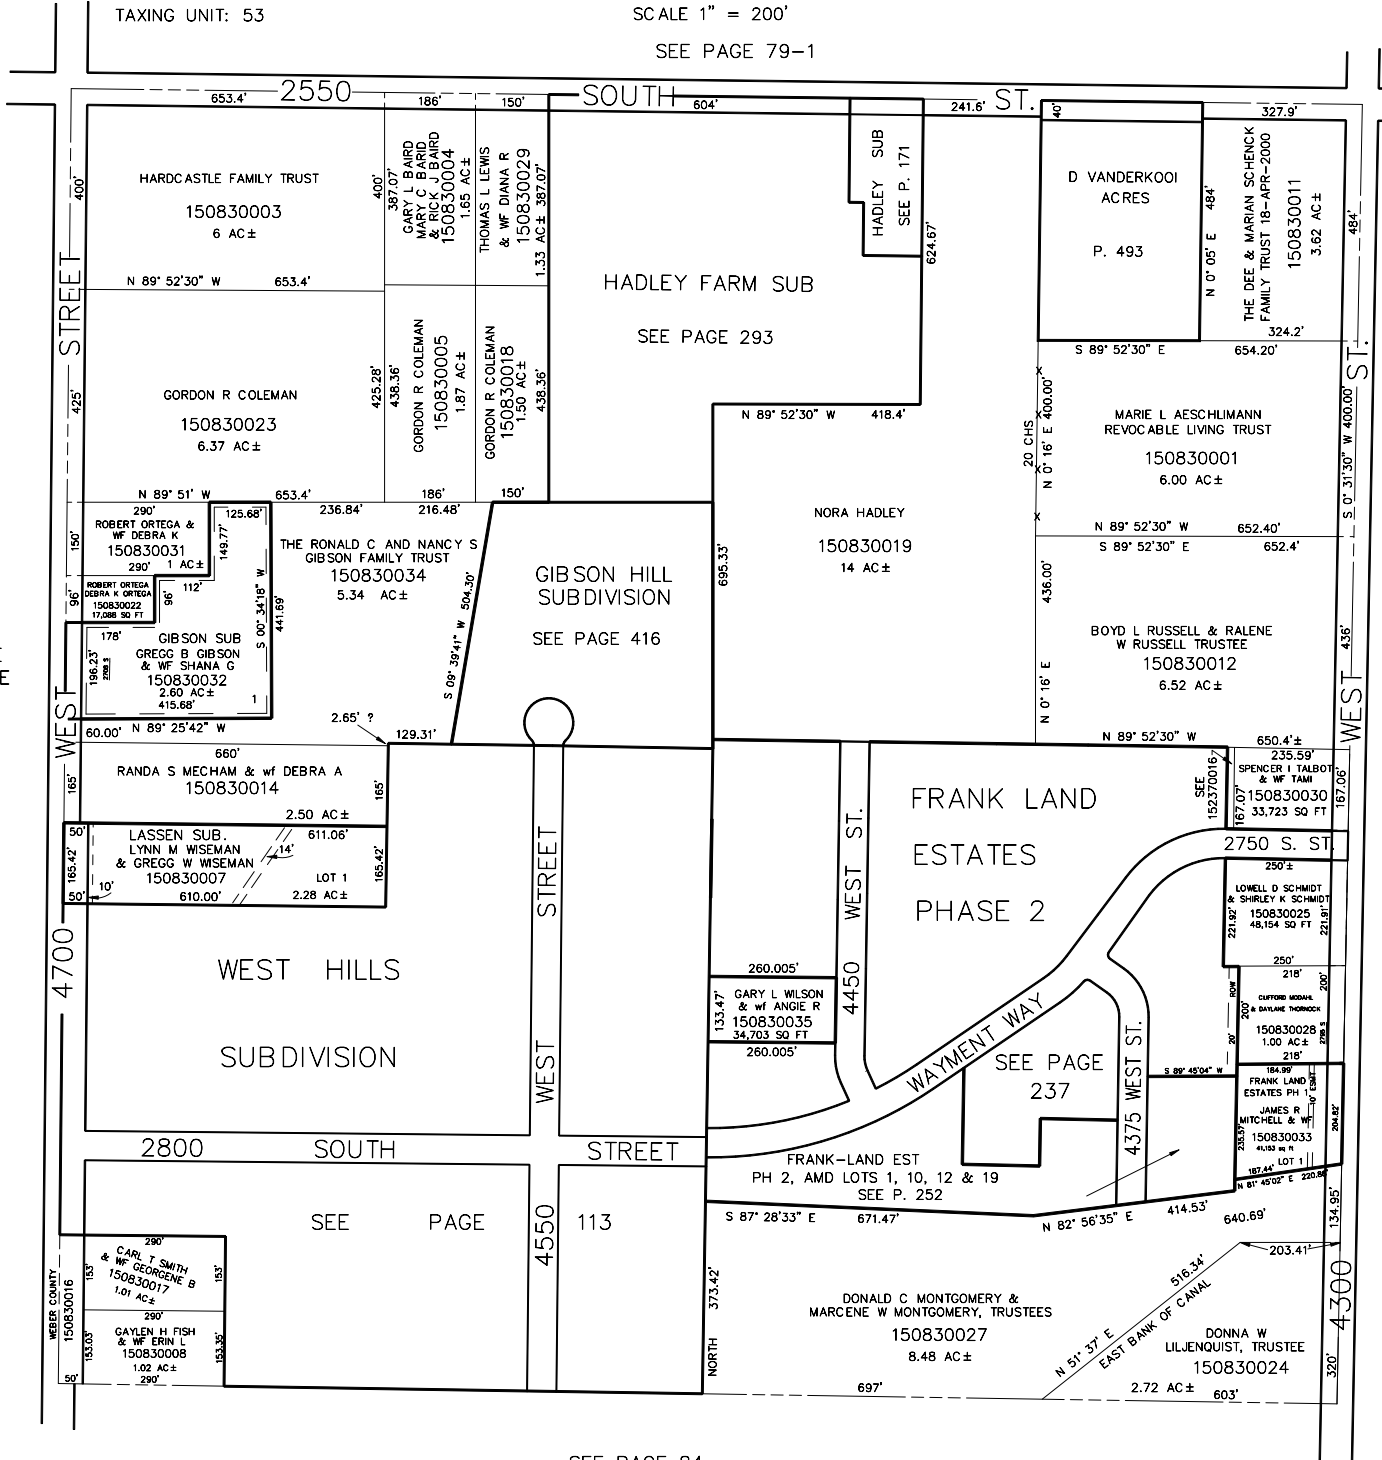 TAXING UNIT: 53
SCALE 1" = 200'
SEE PAGE 79-1
2550 SOUTH ST.
653.4'
186'
150'
604'
241.6'
40'
327.9'
400'
HARDCASTLE FAMILY TRUST
150830003
6 AC±
N 89° 52'30" W 653.4'
400'
387.07'
GARY L BAIRD
MARY C BARID
& RICK J BAIRD
150830004
1.65 AC±
THOMAS L LEWIS
& WF DIANA R
150830029
1.33 AC± 387.07'
HADLEY SUB
SEE P. 171
624.67'
HADLEY FARM SUB
SEE PAGE 293
N 89° 52'30" W 418.4'
D VANDERKOOI
ACRES
P. 493
N 0° 05' E 484'
THE DEE & MARIAN SCHENCK
FAMILY TRUST 18-APR-2000
150830011
3.62 AC±
484'
324.2'
S 89° 52'30" E 654.20'
425'
GORDON R COLEMAN
150830023
6.37 AC±
N 89° 51' W 653.4'
425.28'
438.36'
GORDON R COLEMAN
150830005
1.87 AC±
186'
GORDON R COLEMAN
150830018
1.50 AC±
438.36'
150'
X
X
X
X
20 CHS
N 0° 16' E 400.00'
MARIE L AESCHLIMANN
REVOCABLE LIVING TRUST
150830001
6.00 AC±
S 0° 31'30" W 400.00'
N 89° 52'30" W 652.40'
S 89° 52'30" E 652.4'
290'
ROBERT ORTEGA &
WF DEBRA K
150830031
1 AC±
290'
150'
125.68'
149.77'
112'
96'
96'
ROBERT ORTEGA
DEBRA K ORTEGA
150830022
17,088 SQ FT
178'
196.23'
2708 S
GIBSON SUB
GREGG B GIBSON
& WF SHANA G
150830032
2.60 AC±
415.68'
1
S 00° 34'18" W
441.69'
60.00'
N 89° 25'42" W
236.84'
216.48'
THE RONALD C AND NANCY S
GIBSON FAMILY TRUST
150830034
5.34 AC±
S 09° 39'41" W 504.30'
2.65' ?
129.31'
GIBSON HILL
SUBDIVISION
SEE PAGE 416
695.33'
NORA HADLEY
150830019
14 AC±
436.00'
N 0° 16' E
BOYD L RUSSELL & RALENE
W RUSSELL TRUSTEE
150830012
6.52 AC±
436'
N 89° 52'30" W 650.4'±
660'
RANDA S MECHAM & wf DEBRA A
150830014
2.50 AC±
165'
165'
50'
LASSEN SUB.
LYNN M WISEMAN
& GREGG W WISEMAN
150830007
611.06'
14'
LOT 1
2.28 AC±
165.42'
165.42'
50'
10'
610.00'
4700 WEST STREET
WEST HILLS
SUBDIVISION
4550 WEST STREET
2800 SOUTH STREET
SEE PAGE 113
FRANK LAND
ESTATES
PHASE 2
4450 WEST ST.
260.005'
133.47'
GARY L WILSON
& wf ANGIE R
150830035
34,703 SQ FT
260.005'
SEE
152370016
235.59'
SPENCER I TALBOT
& WF TAMI
150830030
33,723 SQ FT
167.07'
167.06'
2750 S. ST.
250'±
LOWELL D SCHMIDT
& SHIRLEY K SCHMIDT
150830025
48,154 SQ FT
221.92'
221.91'
250'
218'
ROW
20'
200'
200'
CLIFFORD MODAHL
& DAYLANE THORNOCK
150830028
1.00 AC±
218'
WAYMENT WAY
SEE PAGE
237
4375 WEST ST.
S 89° 45'04" W
184.99'
FRANK LAND
ESTATES PH 1
10' ESMT
JAMES R
MITCHELL & WF
150830033
41,153 sq ft
LOT 1
235.57'
204.82'
187.44'
N 81° 45'02" E
FRANK-LAND EST
PH 2, AMD LOTS 1, 10, 12 & 19
SEE P. 252
S 87° 28'33" E 671.47'
N 82° 56'35" E 414.53'
640.69'
134.95'
203.41'
4300 WEST ST.
WEBER COUNTY
150830016
290'
CARL T SMITH
& WF GEORGENE B
150830017
1.01 AC±
153'
153'
290'
GAYLEN H FISH
& WF ERIN L
150830008
1.02 AC±
153.03'
153.35'
50'
290'
NORTH 373.42'
DONALD C MONTGOMERY &
MARCENE W MONTGOMERY, TRUSTEES
150830027
8.48 AC±
697'
N 51° 37' E 516.34'
EAST BANK OF CANAL
DONNA W
LILJENQUIST, TRUSTEE
150830024
2.72 AC±
603'
320'
E